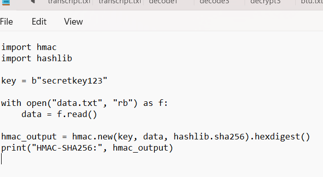 transcript.txt transcript.txt decode1 decode3 decrypt3 btu.txt
File Edit View
import hmac
import hashlib
key = b"secretkey123"
with open("data.txt", "rb") as f:
data = f.read()
hmac_output = hmac.new(key, data, hashlib.sha256).hexdigest()
print("HMAC-SHA256:", hmac_output)